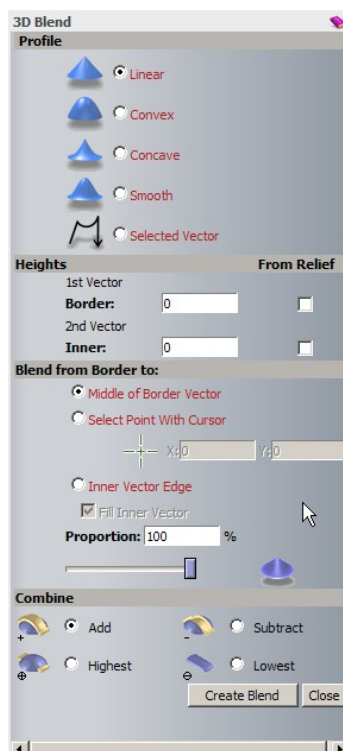 3D Blend
Profile
Linear
Convex
Concave
Smooth
Selected Vector
Heights From Relief
1st Vector
Border: 0
2nd Vector
Inner: 0
Blend from Border to:
Middle of Border Vector
Select Point With Cursor
X: 0 Y: 0
Inner Vector Edge
Fill Inner Vector
Proportion: 100 %
Combine
Add Subtract
Highest Lowest
Create Blend Close